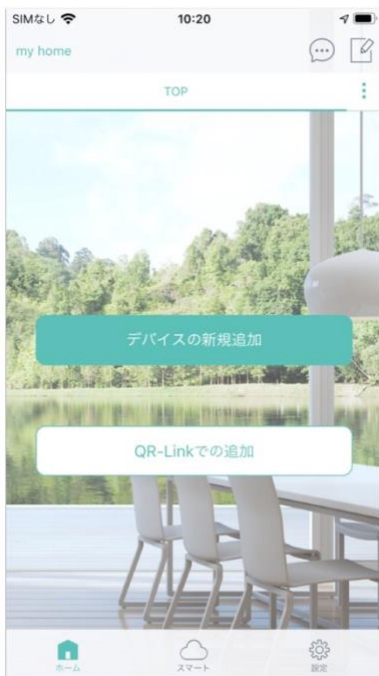 SIMなし 10:20
my home
TOP
デバイスの新規追加
QR-Linkでの追加
ホーム スマート 設定